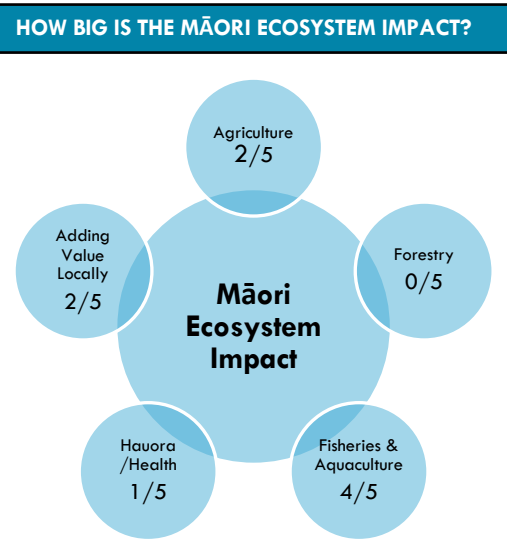 HOW BIG IS THE MĀORI ECOSYSTEM IMPACT?
Agriculture
2/5
Adding
Value
Locally
2/5
Forestry
0/5
Māori
Ecosystem
Impact
Hauora
/Health
1/5
Fisheries &
Aquaculture
4/5